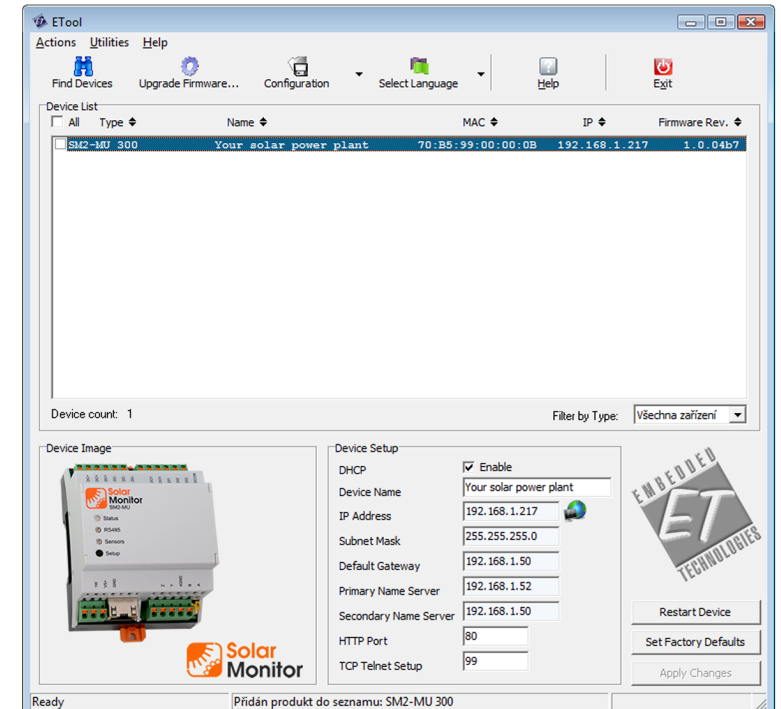 ETool
Actions Utilities Help
Find Devices Upgrade Firmware... Configuration Select Language Help Exit
Device List
All Type Name MAC IP Firmware Rev.
SM2-MU 300 Your solar power plant 70:B5:99:00:00:0B 192.168.1.217 1.0.04b7
Device count: 1 Filter by Type: Všechna zařízení
Device Image
Solar
Monitor
SM2-MU
Status
RS485
Sensors
Setup
Solar
Monitor
Device Setup
DHCP Enable
Device Name Your solar power plant
IP Address 192.168.1.217
Subnet Mask 255.255.255.0
Default Gateway 192.168.1.50
Primary Name Server 192.168.1.52
Secondary Name Server 192.168.1.50
HTTP Port 80
TCP Telnet Setup 99
EMBEDDED
ET
TECHNOLOGIES
Restart Device
Set Factory Defaults
Apply Changes
Ready Přidán produkt do seznamu: SM2-MU 300